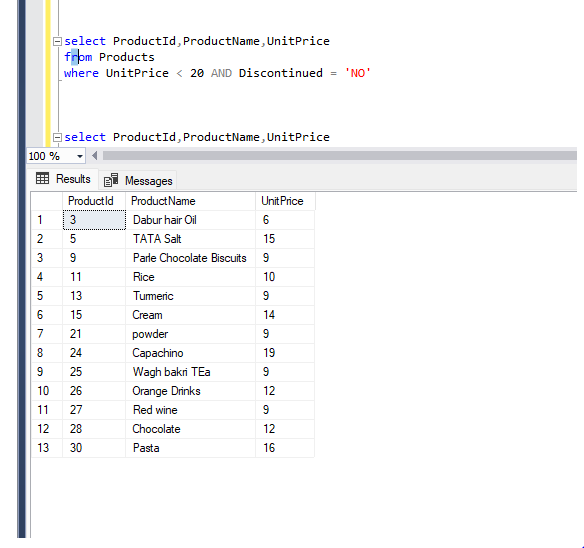 select ProductId,ProductName,UnitPrice
from Products
where UnitPrice < 20 AND Discontinued = 'NO'
select ProductId,ProductName,UnitPrice
100 %
Results Messages
ProductId ProductName UnitPrice
1 3 Dabur hair Oil 6
2 5 TATA Salt 15
3 9 Parle Chocolate Biscuits 9
4 11 Rice 10
5 13 Turmeric 9
6 15 Cream 14
7 21 powder 9
8 24 Capachino 19
9 25 Wagh bakri TEa 9
10 26 Orange Drinks 12
11 27 Red wine 9
12 28 Chocolate 12
13 30 Pasta 16